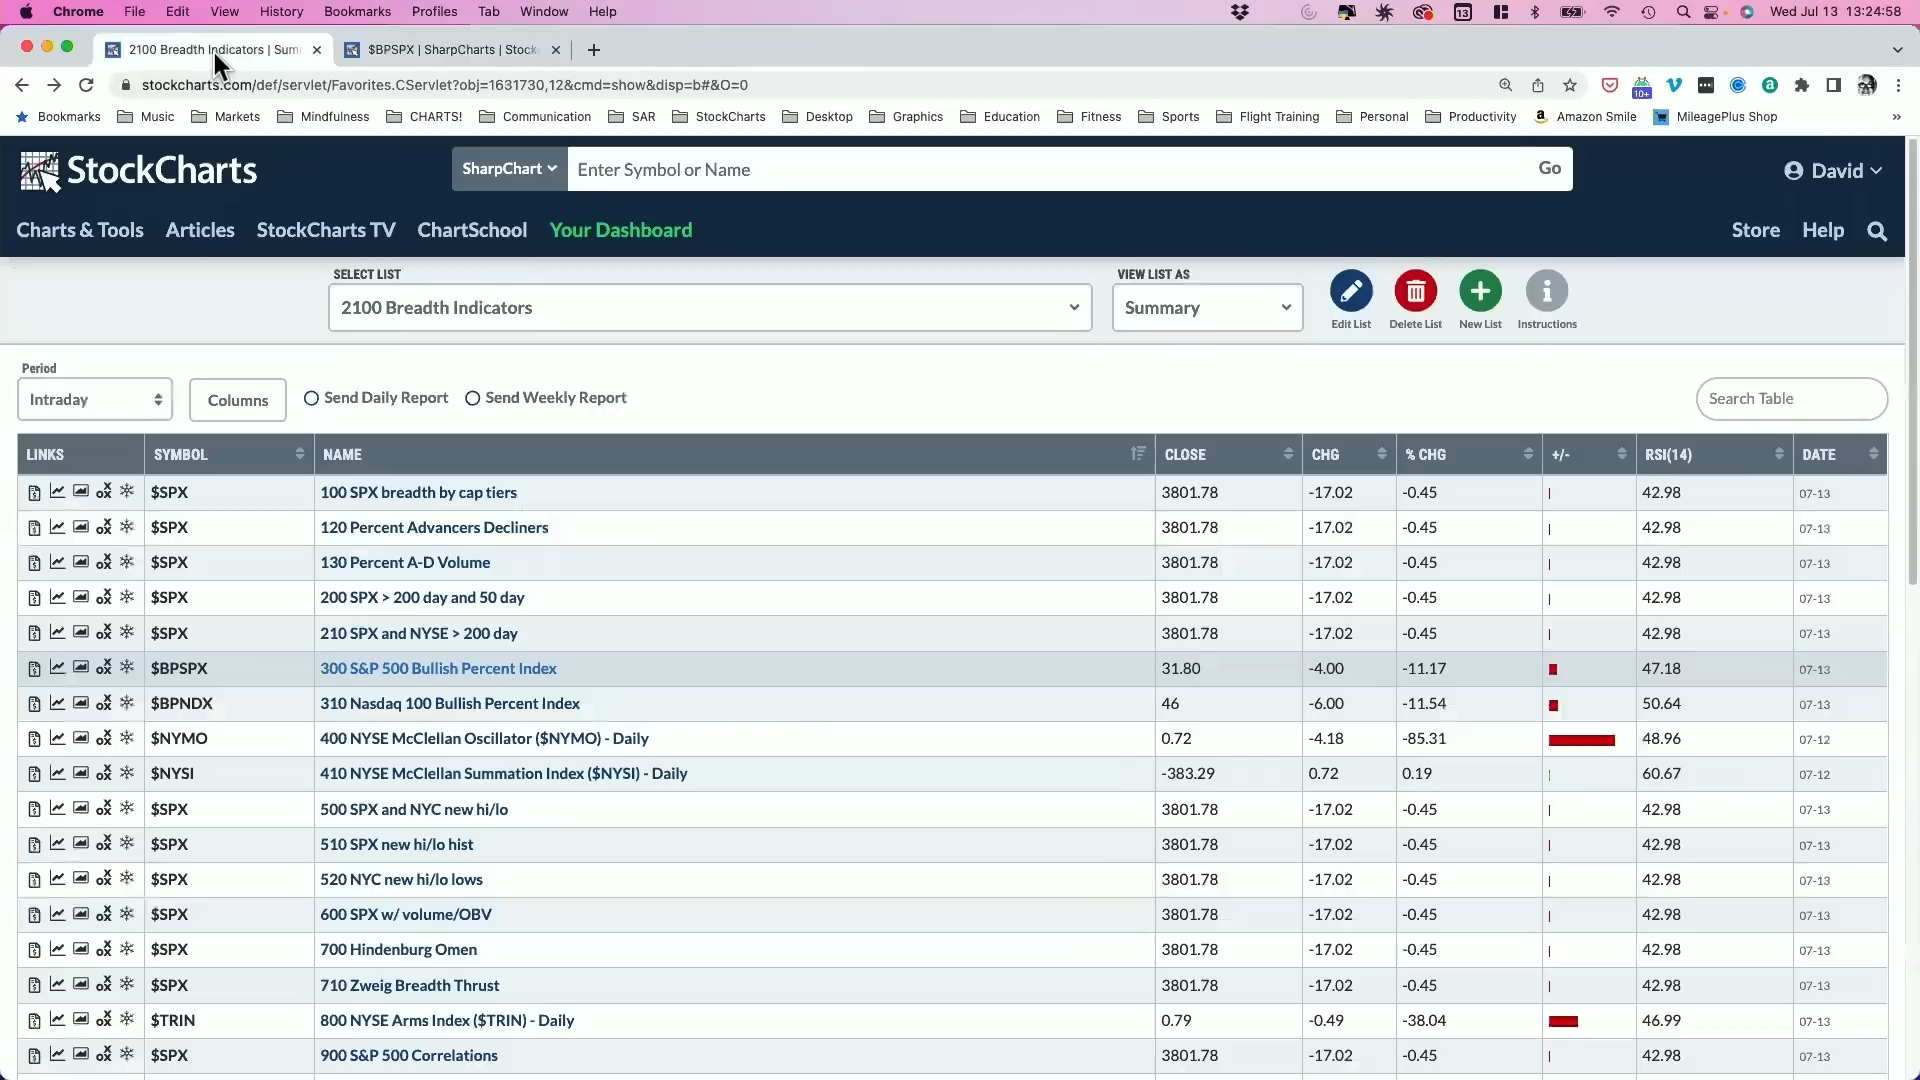 Chrome File Edit View History Bookmarks Profiles Tab Window Help 13 Wed Jul 13 13:24:58
2100 Breadth Indicators | Sum $BPSPX | SharpCharts | Stock
stockcharts.com/def/servlet/Favorites.CServlet?obj=1631730,12&cmd=show&disp=b#&O=0 10+
Bookmarks Music Markets Mindfulness CHARTS! Communication SAR StockCharts Desktop Graphics Education Fitness Sports Flight Training Personal Productivity Amazon Smile MileagePlus Shop »
StockCharts SharpChart Enter Symbol or Name Go David
Charts & Tools Articles StockCharts TV ChartSchool Your Dashboard Store Help
SELECT LIST VIEW LIST AS
2100 Breadth Indicators Summary
Edit List Delete List New List Instructions
Period
Intraday Columns Send Daily Report Send Weekly Report Search Table
LINKS SYMBOL NAME CLOSE CHG % CHG +/- RSI(14) DATE
$SPX 100 SPX breadth by cap tiers 3801.78 -17.02 -0.45 42.98 07-13
$SPX 120 Percent Advancers Decliners 3801.78 -17.02 -0.45 42.98 07-13
$SPX 130 Percent A-D Volume 3801.78 -17.02 -0.45 42.98 07-13
$SPX 200 SPX > 200 day and 50 day 3801.78 -17.02 -0.45 42.98 07-13
$SPX 210 SPX and NYSE > 200 day 3801.78 -17.02 -0.45 42.98 07-13
$BPSPX 300 S&P 500 Bullish Percent Index 31.80 -4.00 -11.17 47.18 07-13
$BPNDX 310 Nasdaq 100 Bullish Percent Index 46 -6.00 -11.54 50.64 07-13
$NYMO 400 NYSE McClellan Oscillator ($NYMO) - Daily 0.72 -4.18 -85.31 48.96 07-12
$NYSI 410 NYSE McClellan Summation Index ($NYSI) - Daily -383.29 0.72 0.19 60.67 07-12
$SPX 500 SPX and NYC new hi/lo 3801.78 -17.02 -0.45 42.98 07-13
$SPX 510 SPX new hi/lo hist 3801.78 -17.02 -0.45 42.98 07-13
$SPX 520 NYC new hi/lo lows 3801.78 -17.02 -0.45 42.98 07-13
$SPX 600 SPX w/ volume/OBV 3801.78 -17.02 -0.45 42.98 07-13
$SPX 700 Hindenburg Omen 3801.78 -17.02 -0.45 42.98 07-13
$SPX 710 Zweig Breadth Thrust 3801.78 -17.02 -0.45 42.98 07-13
$TRIN 800 NYSE Arms Index ($TRIN) - Daily 0.79 -0.49 -38.04 46.99 07-13
$SPX 900 S&P 500 Correlations 3801.78 -17.02 -0.45 42.98 07-13